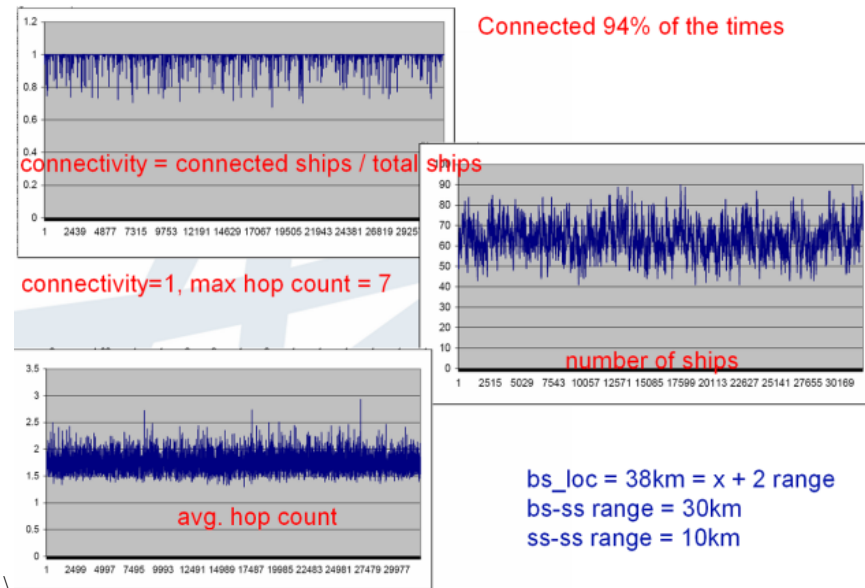 1.2
1
0.8
0.6
0.4
0.2
0
1 2439 4877 7315 9753 12191 14629 17067 19505 21943 24381 26819 29257
connectivity = connected ships / total ships
Connected 94% of the times
100
90
80
70
60
50
40
30
20
10
0
number of ships
1 2515 5029 7543 10057 12571 15085 17599 20113 22627 25141 27655 30169
connectivity=1, max hop count = 7
3.5
3
2.5
2
1.5
1
0.5
0
avg. hop count
1 2499 4997 7495 9993 12491 14989 17487 19985 22483 24981 27479 29977
bs_loc = 38km = x + 2 range
bs-ss range = 30km
ss-ss range = 10km
\